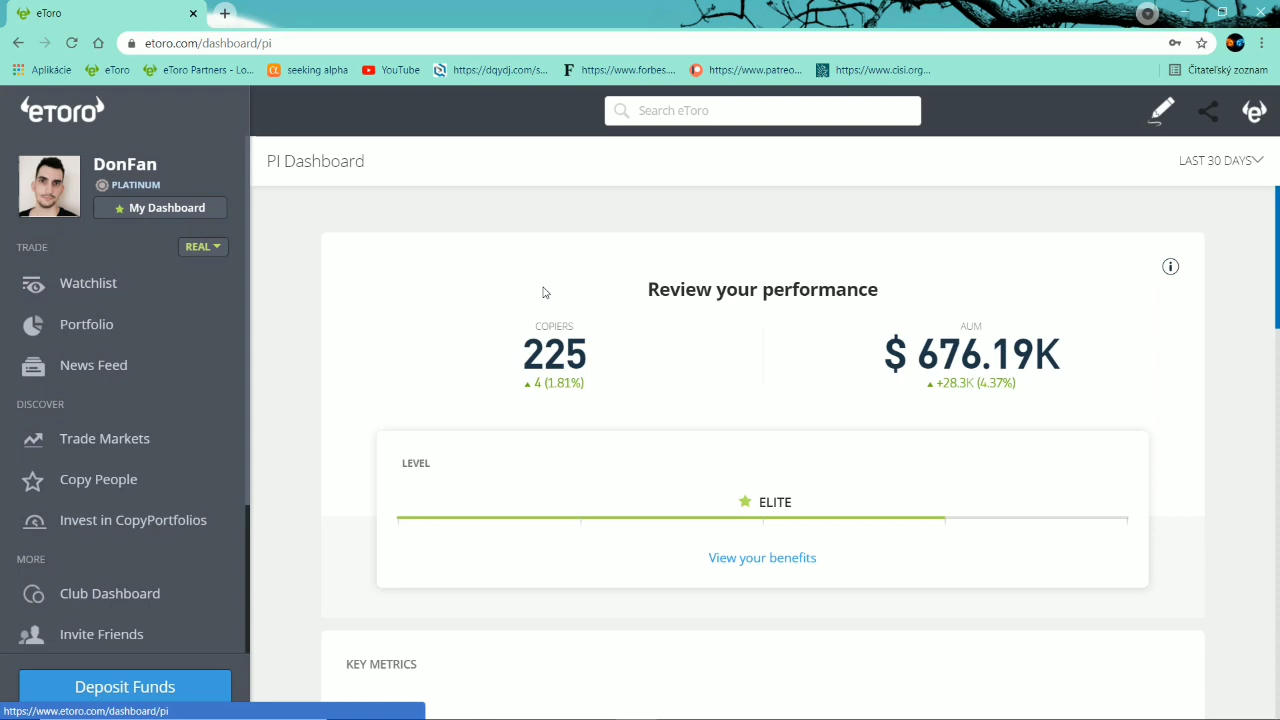 eToro
etoro.com/dashboard/pi
Aplikácie
eToro
eToro Partners - Lo...
seeking alpha
YouTube
https://dqydj.com/s...
https://www.forbes....
https://www.patreo...
https://www.cisi.org...
Čitateľský zoznam
eTORO
Search eToro
DonFan
PLATINUM
My Dashboard
PI Dashboard
LAST 30 DAYS
TRADE
REAL
Watchlist
Portfolio
News Feed
DISCOVER
Trade Markets
Copy People
Invest in CopyPortfolios
MORE
Club Dashboard
Invite Friends
Deposit Funds
https://www.etoro.com/dashboard/pi
Review your performance
COPIERS
225
4 (1.81%)
AUM
$ 676.19K
+28.3K (4.37%)
LEVEL
ELITE
View your benefits
KEY METRICS